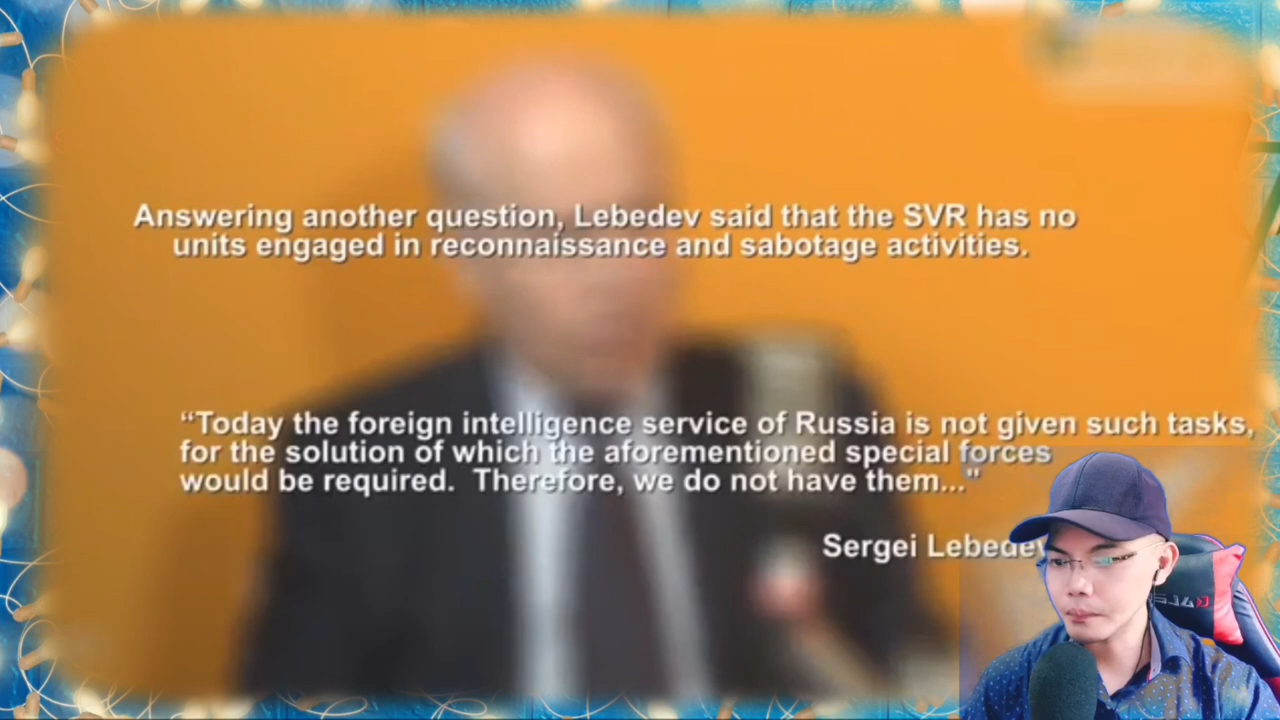 Answering another question, Lebedev said that the SVR has no
units engaged in reconnaissance and sabotage activities.
“Today the foreign intelligence service of Russia is not given such tasks,
for the solution of which the aforementioned special forces
would be required. Therefore, we do not have them...”
Sergei Lebedev